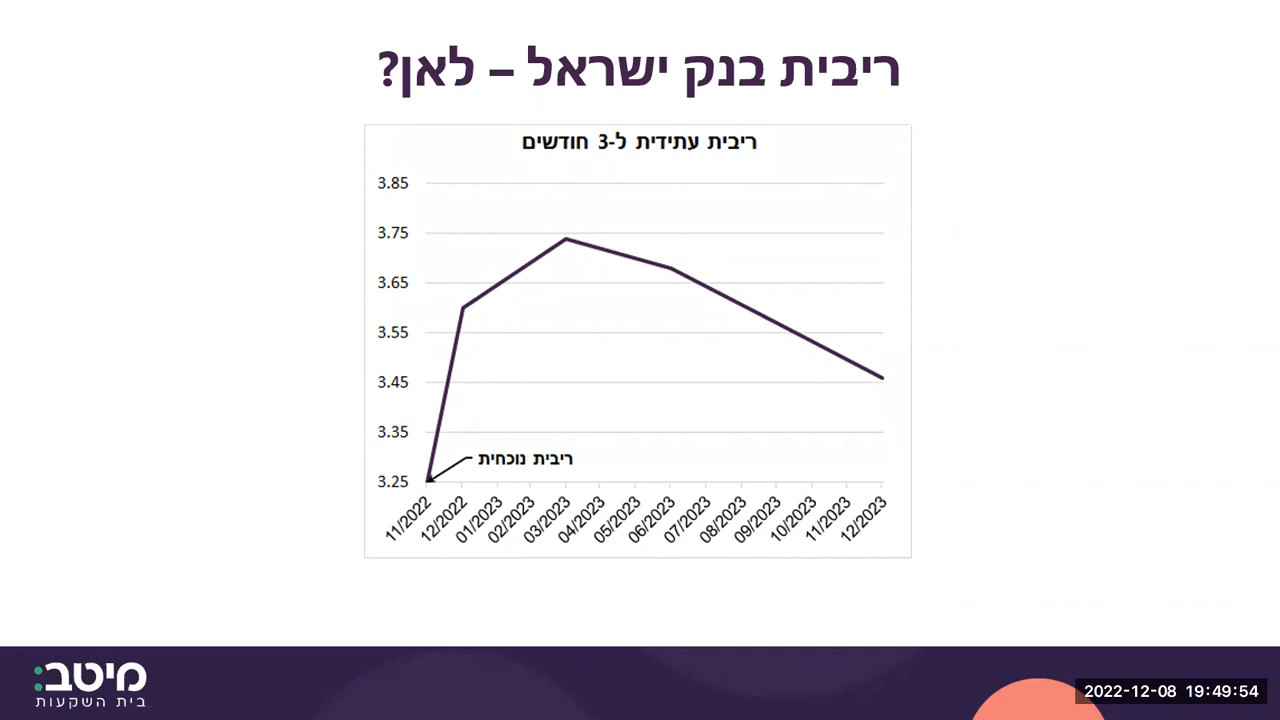 ריבית בנק ישראל – לאן?
ריבית עתידית ל-3 חודשים
3.85
3.75
3.65
3.55
3.45
3.35
3.25
ריבית נוכחית
11/2022 12/2022 01/2023 02/2023 03/2023 04/2023 05/2023 06/2023 07/2023 08/2023 09/2023 10/2023 11/2023 12/2023
מיטב:
בית השקעות
2022-12-08 19:49:54